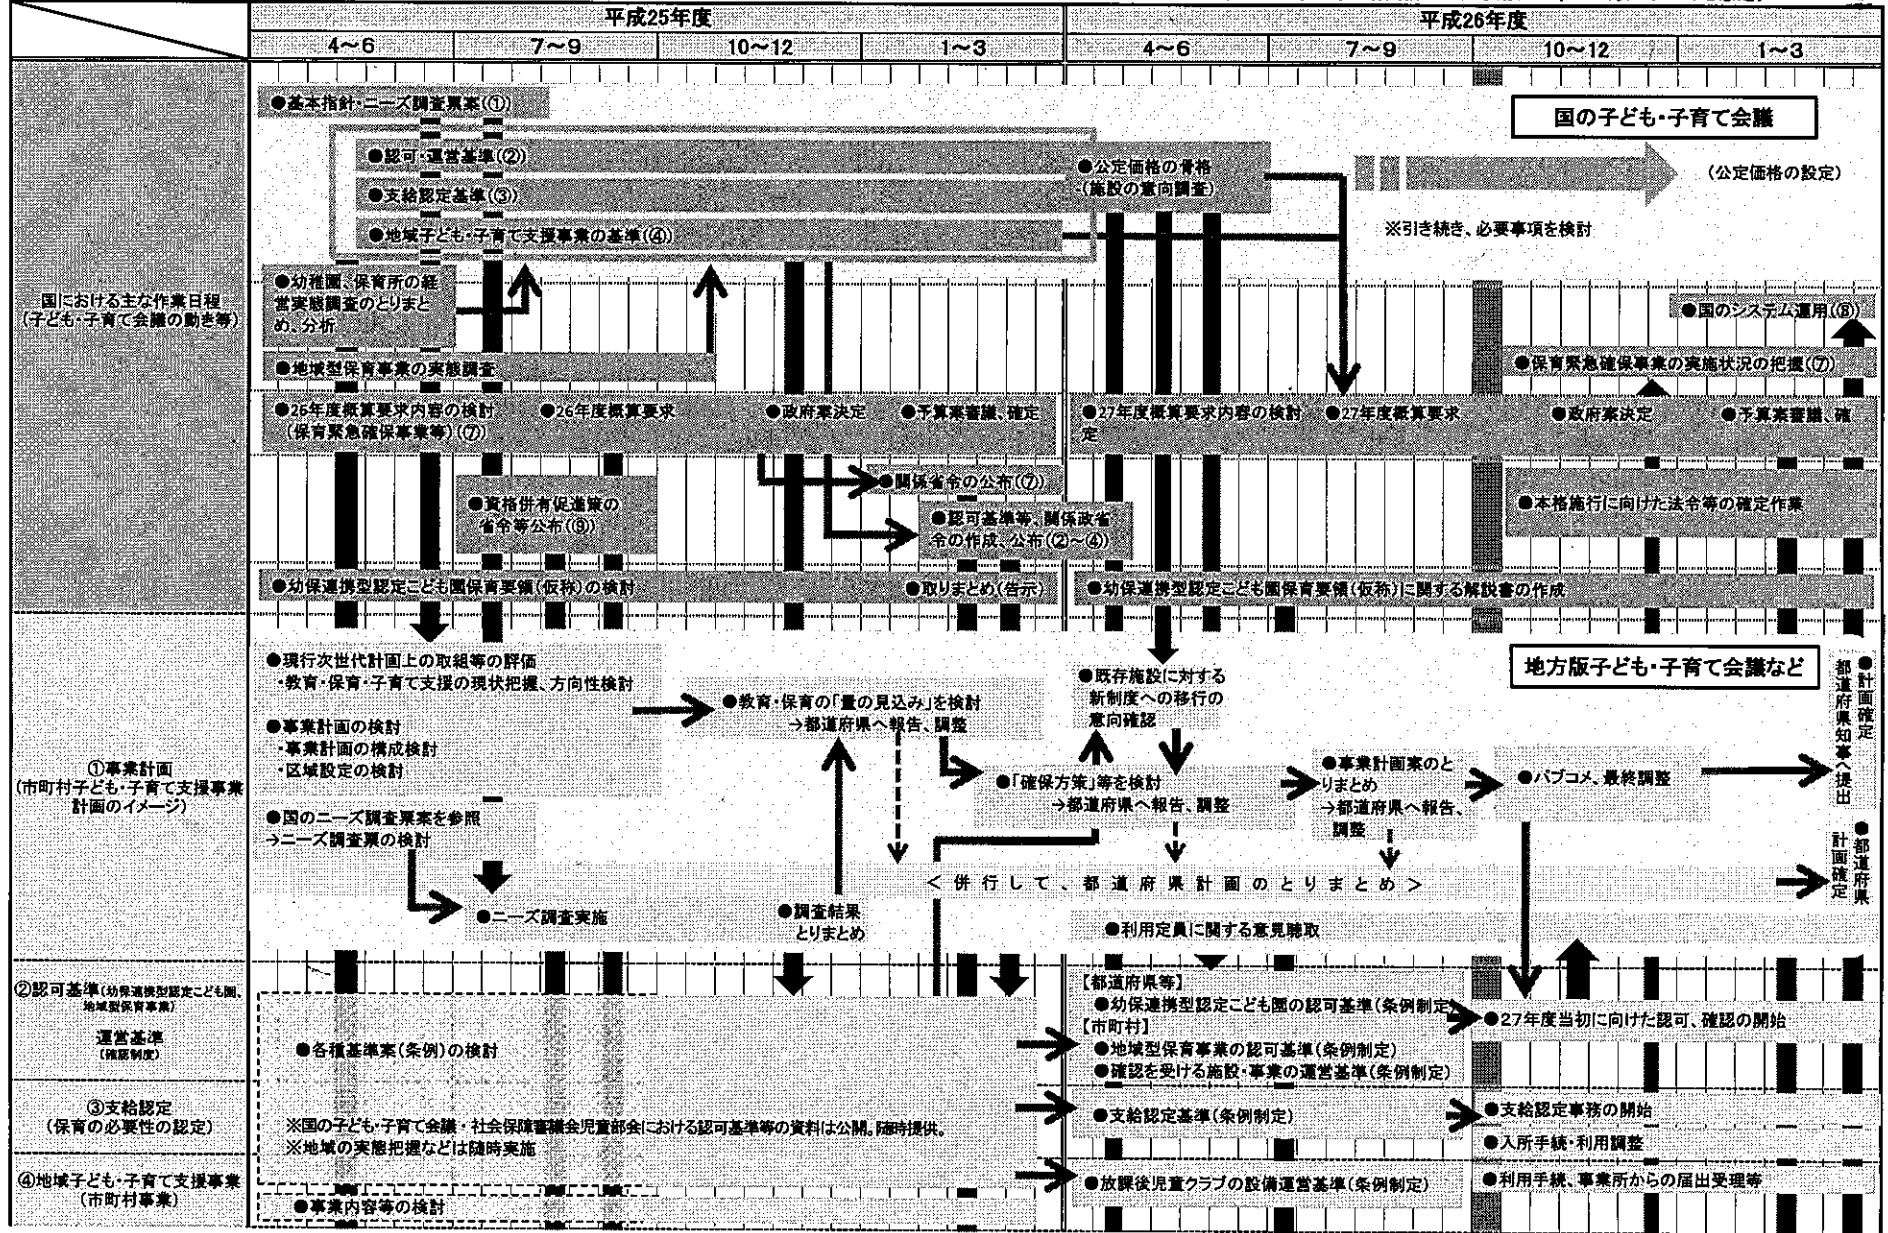 平成25年度
平成26年度
4～6
7～9
10～12
1～3
4～6
7～9
10～12
1～3
国における主な作業日程
(子ども・子育て会議の動き等)
●基本指針・ニーズ調査票案(①)
国の子ども・子育て会議
●認可・運営基準(②)
●支給認定基準(③)
●地域子ども・子育て支援事業の基準(④)
●公定価格の骨格
(施設の意向調査)
(公定価格の設定)
※引き続き、必要事項を検討
●幼稚園、保育所の経
営実態調査のとりまと
め、分析
●地域型保育事業の実態調査
●国のシステム運用(⑧)
●保育緊急確保事業の実施状況の把握(⑦)
●26年度概算要求内容の検討
(保育緊急確保事業等)(⑦)
●26年度概算要求
●政府案決定
●予算案審議、確定
●27年度概算要求内容の検討
●27年度概算要求
●政府案決定
●予算案審議、確
定
●関係省令の公布(⑦)
●資格併有促進策の
省令等公布(⑨)
●認可基準等、関係政省
令の作成、公布(②～④)
●本格施行に向けた法令等の確定作業
●幼保連携型認定こども園保育要領(仮称)の検討
●取りまとめ(告示)
●幼保連携型認定こども園保育要領(仮称)に関する解説書の作成
①事業計画
(市町村子ども・子育て支援事業
計画のイメージ)
●現行次世代計画上の取組等の評価
・教育・保育・子育て支援の現状把握、方向性検討
●事業計画の検討
・事業計画の構成検討
・区域設定の検討
●国のニーズ調査票案を参照
→ニーズ調査票の検討
●教育・保育の「量の見込み」を検討
→都道府県へ報告、調整
●既存施設に対する
新制度への移行の
意向確認
地方版子ども・子育て会議など
●「確保方策」等を検討
→都道府県へ報告、調整
●事業計画案のと
りまとめ
→都道府県へ報告、
調整
●パブコメ、最終調整
●計画確定
都道府県知事へ提出
●都道府県
計画確定
＜併行して、都道府県計画のとりまとめ＞
●ニーズ調査実施
●調査結果
とりまとめ
●利用定員に関する意見聴取
②認可基準(幼保連携型認定こども園、
地域型保育事業)
運営基準
(確認制度)
●各種基準案(条例)の検討
【都道府県等】
●幼保連携型認定こども園の認可基準(条例制定)
【市町村】
●地域型保育事業の認可基準(条例制定)
●確認を受ける施設・事業の運営基準(条例制定)
●27年度当初に向けた認可、確認の開始
③支給認定
(保育の必要性の認定)
※国の子ども・子育て会議・社会保障審議会児童部会における認可基準等の資料は公開。随時提供。
※地域の実態把握などは随時実施
●支給認定基準(条例制定)
●支給認定事務の開始
●入所手続・利用調整
④地域子ども・子育て支援事業
(市町村事業)
●事業内容等の検討
●放課後児童クラブの設備運営基準(条例制定)
●利用手続、事業所からの届出受理等